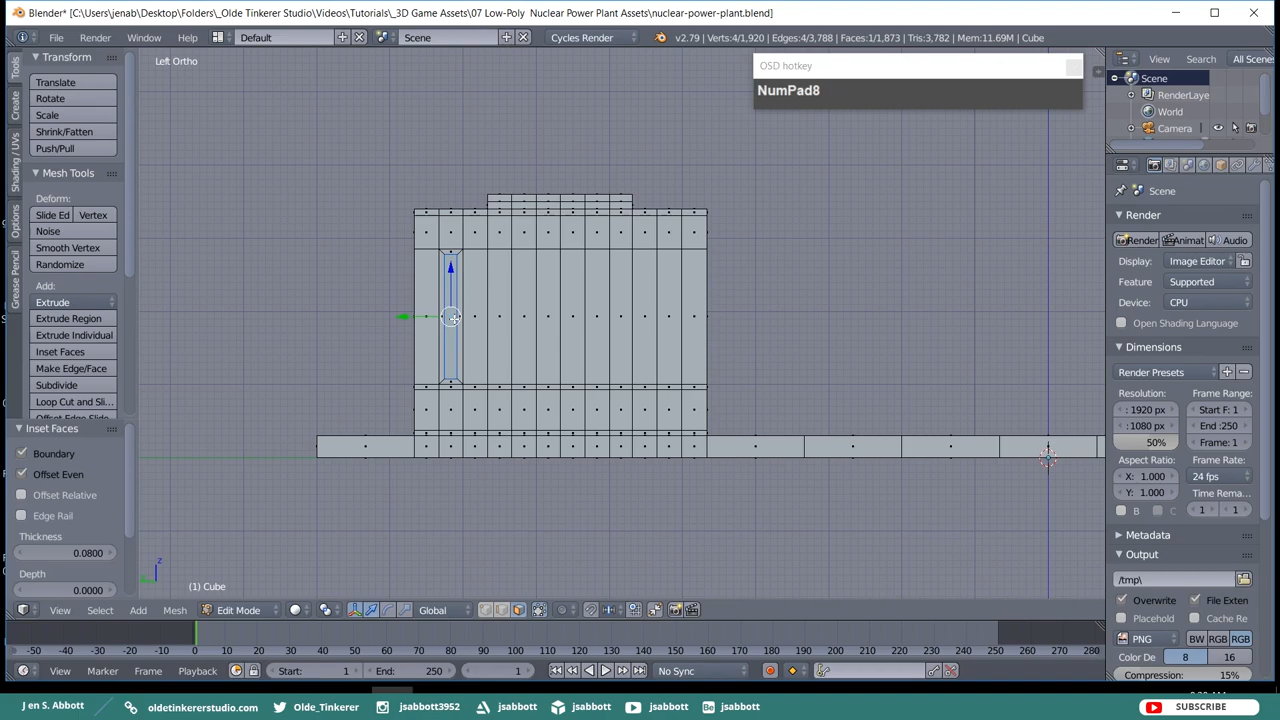 Blender* [C:\Users\jenab\Desktop\Folders\_Olde Tinkerer Studio\Videos\Tutorials\_3D Game Assets\07 Low-Poly  Nuclear Power Plant Assets\nuclear-power-plant.blend]
File Render Window Help Default Scene Cycles Render v2.79 | Verts:4/1,920 | Edges:4/3,788 | Faces:1/1,873 | Tris:3,782 | Mem:11.69M | Cube
View Search All Scenes
Scene
RenderLaye
World
Camera
Tools
Shading / UVs
Options
Grease Pencil
Transform
Translate
Rotate
Scale
Shrink/Fatten
Push/Pull
Mesh Tools
Deform:
Slide Ed Vertex
Noise
Smooth Vertex
Randomize
Add:
Extrude
Extrude Region
Extrude Individual
Inset Faces
Make Edge/Face
Subdivide
Loop Cut and Sli...
Offset Edge Slide
Inset Faces
Boundary
Offset Even
Offset Relative
Edge Rail
Thickness
0.0800
Depth
0.0000
Left Ortho
OSD hotkey
NumPad8
z
(1) Cube
Scene
Render
Render Animat Audio
Display: Image Editor
Feature Supported
Device: CPU
Open Shading Language
Dimensions
Render Presets
Resolution: Frame Range:
: 1920 px Start F: 1
: 1080 px End :250
50% Frame: 1
Aspect Ratio: Frame Rate:
X: 1.000 24 fps
Y: 1.000 Time Rema...
B C 1 1
Metadata
Output
/tmp\
Overwrite File Exten
Placehold Cache Re
PNG BW RGB RGB
Color De 8 16
Compression: 15%
View Select Add Mesh Edit Mode Global
-50 -40 -30 -20 -10 0 10 20 30 40 50 60 70 80 90 100 110 120 130 140 150 160 170 180 190 200 210 220 230 240 250 260 270 280
View Marker Frame Playback Start: 1 End: 250 1 No Sync
J en S. Abbott oldetinkererstudio.com Olde_Tinkerer jsabbott3952 jsabbott jsabbott jsabbott jsabbott SUBSCRIBE